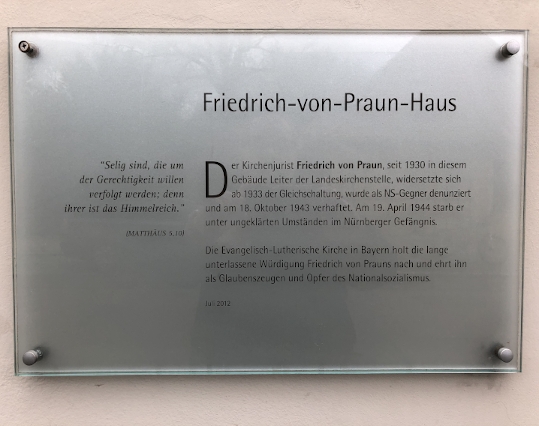 Friedrich-von-Praun-Haus
"Selig sind, die um
der Gerechtigkeit willen
verfolgt werden; denn
ihrer ist das Himmelreich."
(MATTHÄUS 5,10)
Der Kirchenjurist Friedrich von Praun, seit 1930 in diesem
Gebäude Leiter der Landeskirchenstelle, widersetzte sich
ab 1933 der Gleichschaltung, wurde als NS-Gegner denunziert
und am 18. Oktober 1943 verhaftet. Am 19. April 1944 starb er
unter ungeklärten Umständen im Nürnberger Gefängnis.
Die Evangelisch-Lutherische Kirche in Bayern holt die lange
unterlassene Würdigung Friedrich von Prauns nach und ehrt ihn
als Glaubenszeugen und Opfer des Nationalsozialismus.
Juli 2012